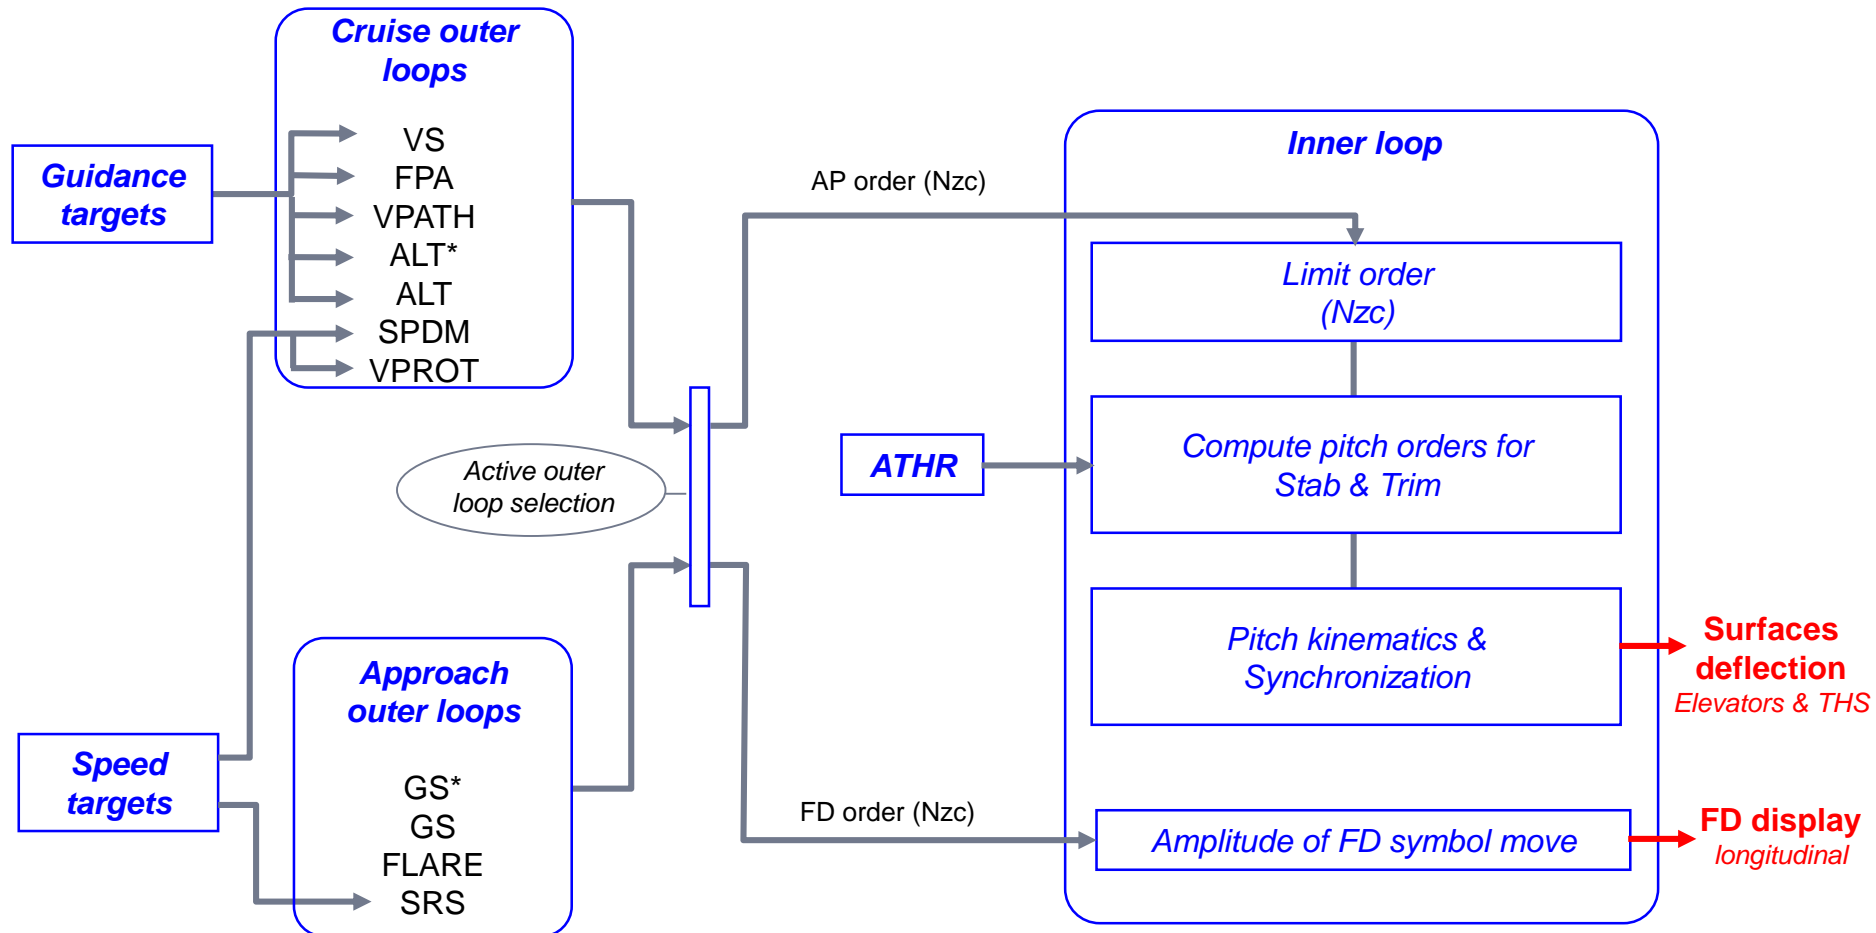 Cruise outer
loops
VS
FPA
VPATH
ALT*
ALT
SPDM
VPROT
Guidance
targets
Speed
targets
Approach
outer loops
GS*
GS
FLARE
SRS
Active outer
loop selection
AP order (Nzc)
FD order (Nzc)
ATHR
Inner loop
Limit order
(Nzc)
Compute pitch orders for
Stab & Trim
Pitch kinematics &
Synchronization
Amplitude of FD symbol move
Surfaces
deflection
Elevators & THS
FD display
longitudinal